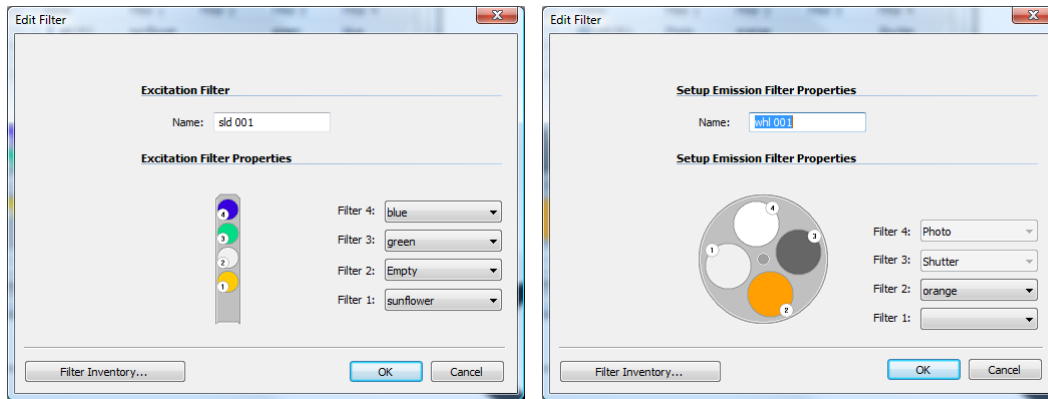 Edit Filter
Excitation Filter
Name: sld 001
Excitation Filter Properties
4
3
2
1
Filter 4: blue
Filter 3: green
Filter 2: Empty
Filter 1: sunflower
Filter Inventory...
OK
Cancel
Edit Filter
Setup Emission Filter Properties
Name: whl 001
Setup Emission Filter Properties
4
3
1
2
Filter 4: Photo
Filter 3: Shutter
Filter 2: orange
Filter 1:
Filter Inventory...
OK
Cancel